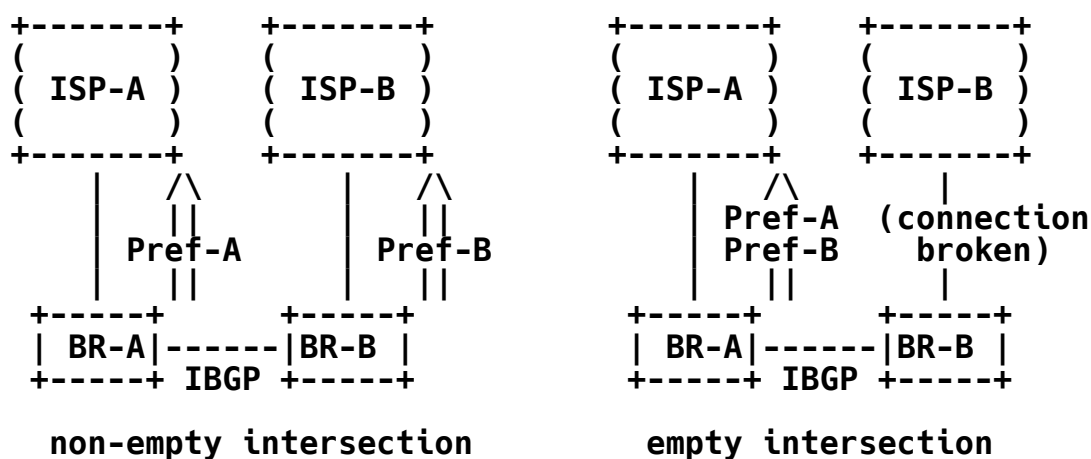 +-------+    +-------+          +-------+    +-------+
(       )    (       )          (       )    (       )
( ISP-A )    ( ISP-B )          ( ISP-A )    ( ISP-B )
(       )    (       )          (       )    (       )
+-------+    +-------+          +-------+    +-------+
    |   /\       |   /\             |   /\       |
    |   ||       |   ||             | Pref-A  (connection
    | Pref-A     | Pref-B           | Pref-B    broken)
    |   ||       |   ||             |   ||       |
 +-----+      +-----+            +-----+      +-----+
 | BR-A|------|BR-B |            | BR-A|------|BR-B |
 +-----+ IBGP +-----+            +-----+ IBGP +-----+
  non-empty intersection          empty intersection